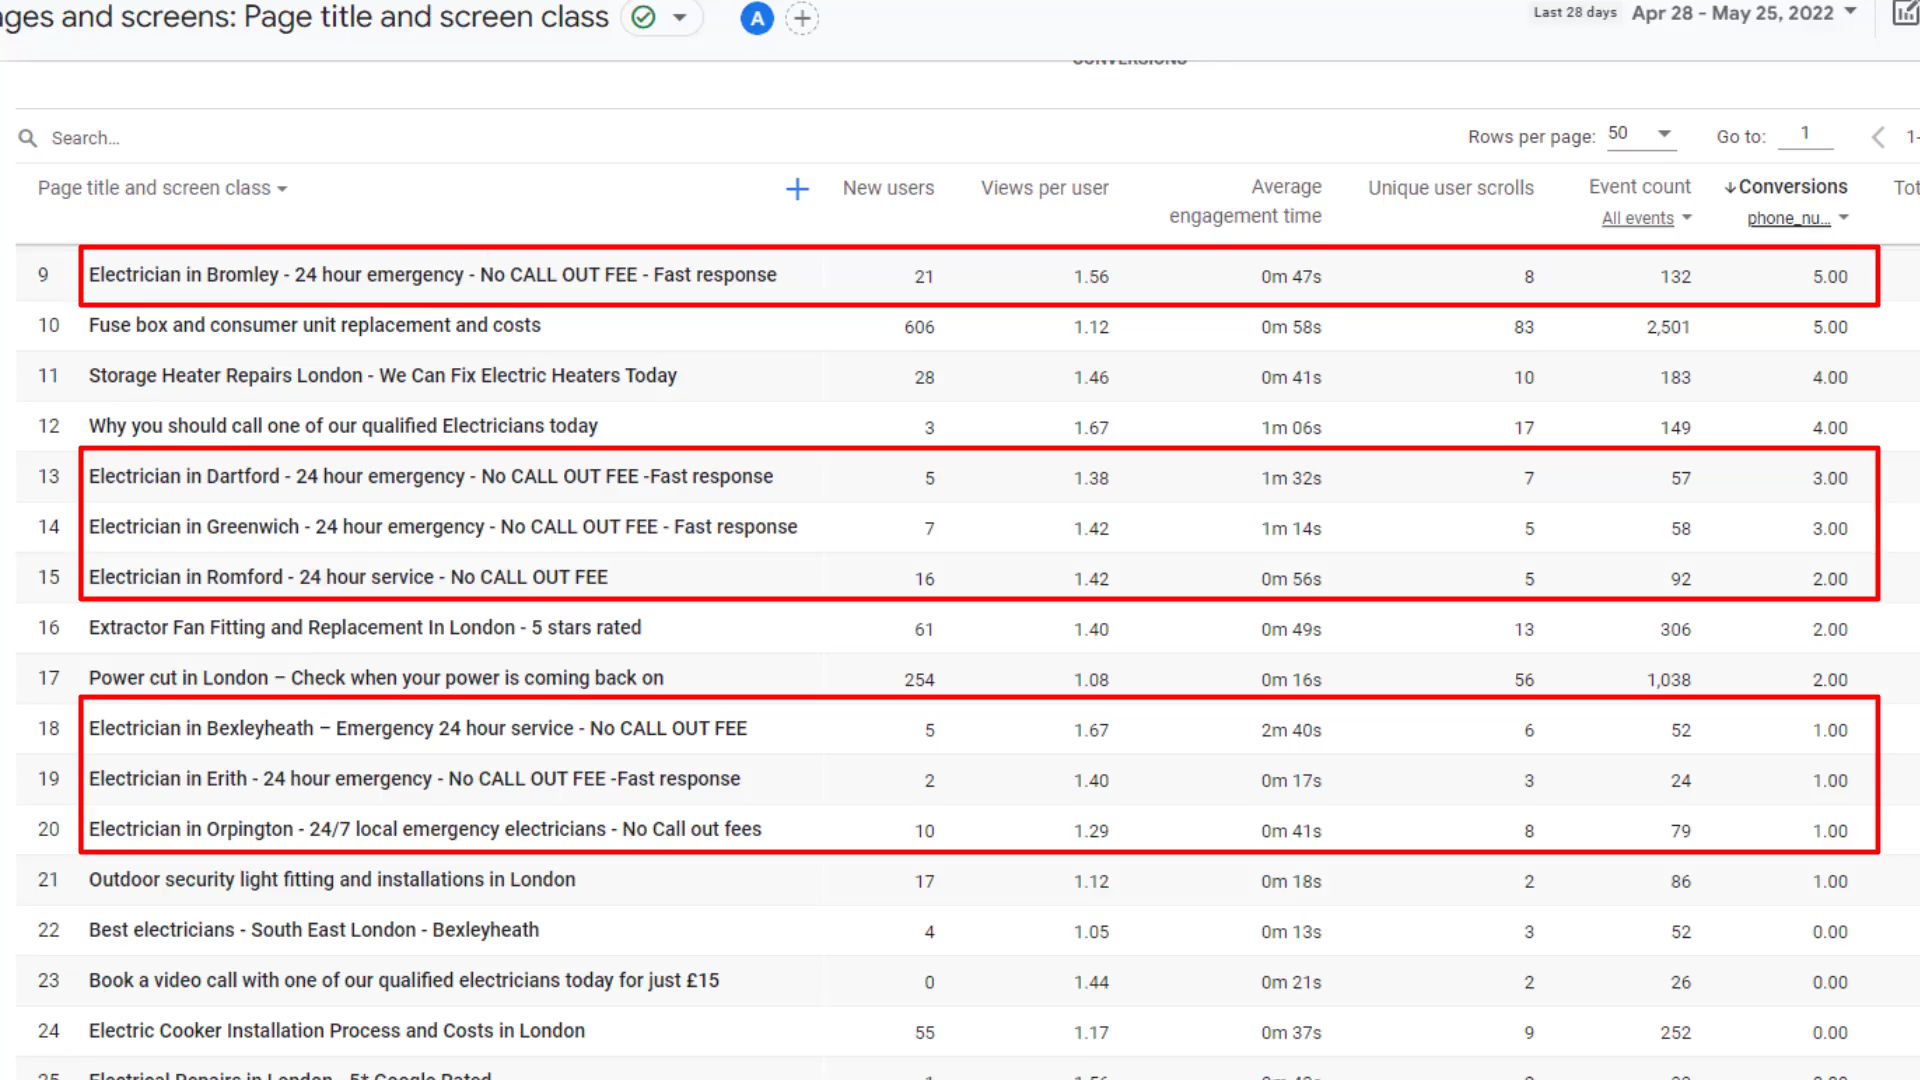 ges and screens: Page title and screen class
A
Last 28 days Apr 28 - May 25, 2022
CONVERSIONS
Search...
Rows per page: 50 Go to: 1
Page title and screen class New users Views per user Average engagement time Unique user scrolls Event count All events Conversions phone_nu... Tot
9 Electrician in Bromley - 24 hour emergency - No CALL OUT FEE - Fast response 21 1.56 0m 47s 8 132 5.00
10 Fuse box and consumer unit replacement and costs 606 1.12 0m 58s 83 2,501 5.00
11 Storage Heater Repairs London - We Can Fix Electric Heaters Today 28 1.46 0m 41s 10 183 4.00
12 Why you should call one of our qualified Electricians today 3 1.67 1m 06s 17 149 4.00
13 Electrician in Dartford - 24 hour emergency - No CALL OUT FEE -Fast response 5 1.38 1m 32s 7 57 3.00
14 Electrician in Greenwich - 24 hour emergency - No CALL OUT FEE - Fast response 7 1.42 1m 14s 5 58 3.00
15 Electrician in Romford - 24 hour service - No CALL OUT FEE 16 1.42 0m 56s 5 92 2.00
16 Extractor Fan Fitting and Replacement In London - 5 stars rated 61 1.40 0m 49s 13 306 2.00
17 Power cut in London – Check when your power is coming back on 254 1.08 0m 16s 56 1,038 2.00
18 Electrician in Bexleyheath – Emergency 24 hour service - No CALL OUT FEE 5 1.67 2m 40s 6 52 1.00
19 Electrician in Erith - 24 hour emergency - No CALL OUT FEE -Fast response 2 1.40 0m 17s 3 24 1.00
20 Electrician in Orpington - 24/7 local emergency electricians - No Call out fees 10 1.29 0m 41s 8 79 1.00
21 Outdoor security light fitting and installations in London 17 1.12 0m 18s 2 86 1.00
22 Best electricians - South East London - Bexleyheath 4 1.05 0m 13s 3 52 0.00
23 Book a video call with one of our qualified electricians today for just £15 0 1.44 0m 21s 2 26 0.00
24 Electric Cooker Installation Process and Costs in London 55 1.17 0m 37s 9 252 0.00
25 Electrical Repairs in London - 5* Google Rated